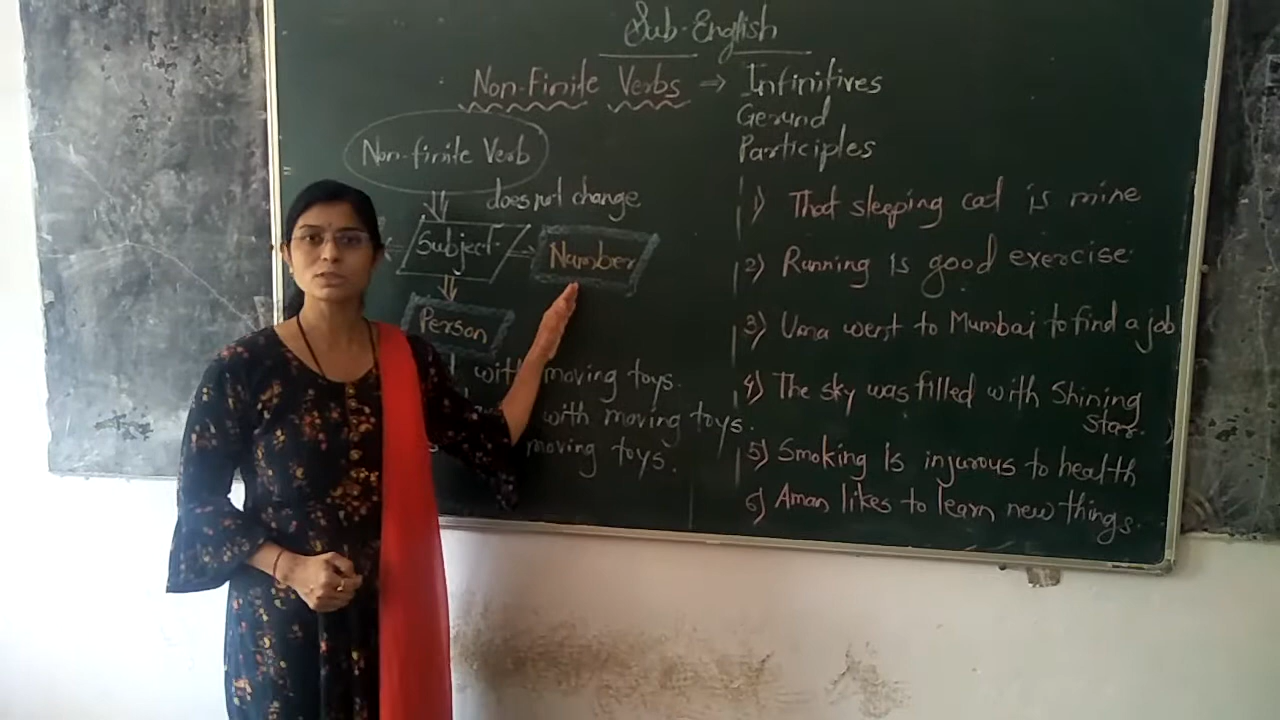 Sub-English
Non-Finite Verbs → Infinitives
Gerund
Participles
Non-finite Verb
does not change
Subject
Number
Person
with moving toys.
with moving toys.
moving toys.
1) That sleeping cat is mine
2) Running is good exercise.
3) Uma went to Mumbai to find a job
4) The sky was filled with Shining
Star.
5) Smoking is injurous to health
6) Aman likes to learn new things.